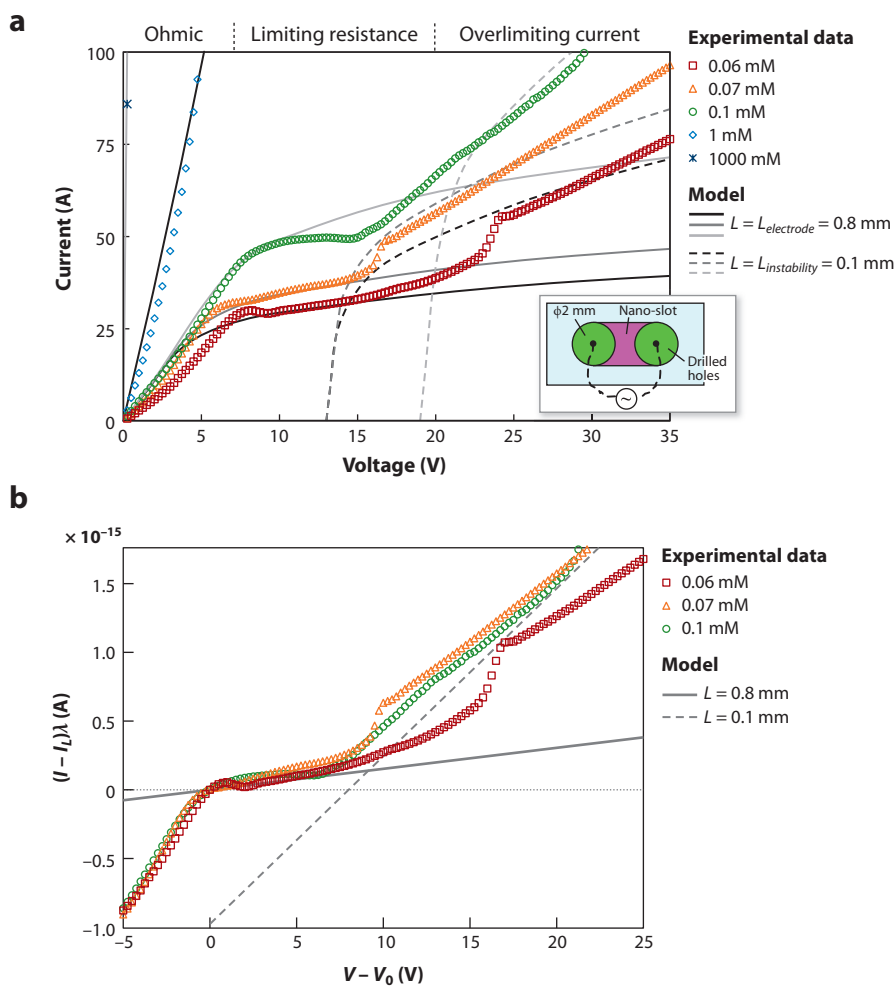 a
Ohmic
Limiting resistance
Overlimiting current
100
75
50
25
0
Current (A)
0
5
10
15
20
25
30
35
Voltage (V)
ϕ2 mm
Nano-slot
Drilled
holes
~
Experimental data
0.06 mM
0.07 mM
0.1 mM
1 mM
1000 mM
Model
L = L_electrode = 0.8 mm
L = L_instability = 0.1 mm
b
× 10⁻¹⁵
1.5
1.0
0.5
0
−0.5
−1.0
(I − I_L)λ (A)
−5
0
5
10
15
20
25
V − V₀ (V)
Experimental data
0.06 mM
0.07 mM
0.1 mM
Model
L = 0.8 mm
L = 0.1 mm